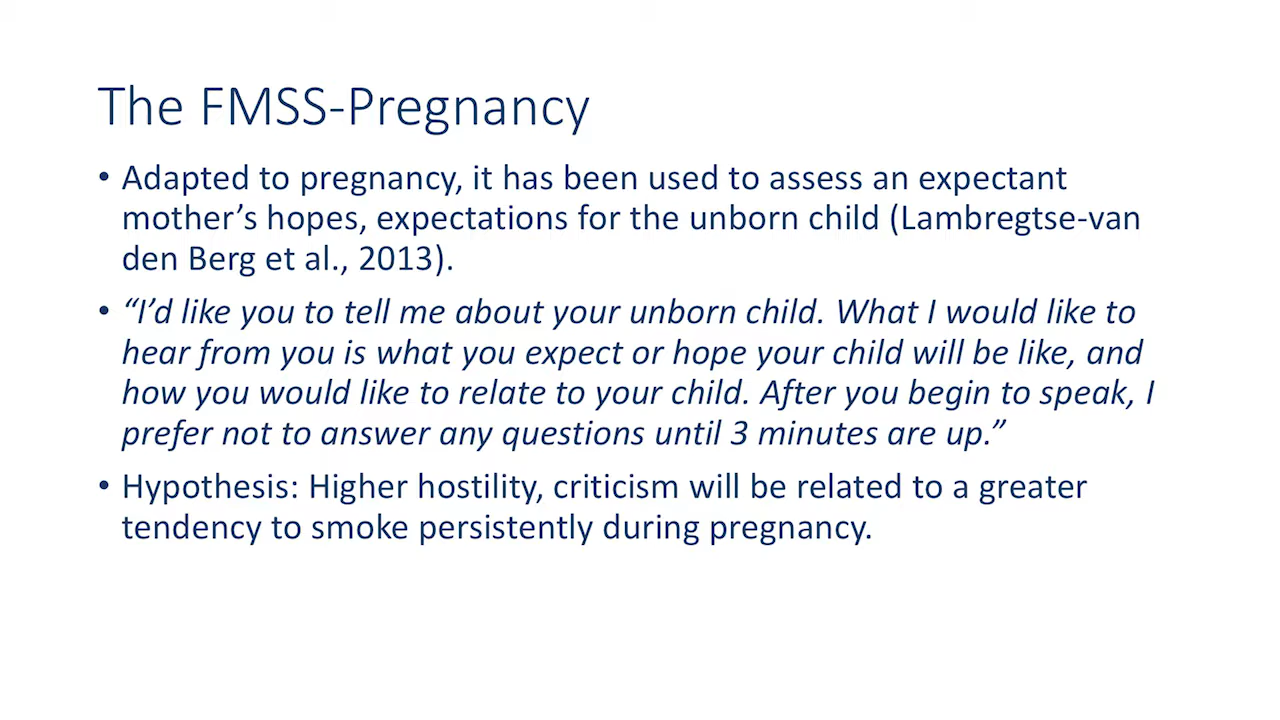 The FMSS-Pregnancy
• Adapted to pregnancy, it has been used to assess an expectant
mother’s hopes, expectations for the unborn child (Lambregtse-van
den Berg et al., 2013).
• “I’d like you to tell me about your unborn child. What I would like to
hear from you is what you expect or hope your child will be like, and
how you would like to relate to your child. After you begin to speak, I
prefer not to answer any questions until 3 minutes are up.”
• Hypothesis: Higher hostility, criticism will be related to a greater
tendency to smoke persistently during pregnancy.